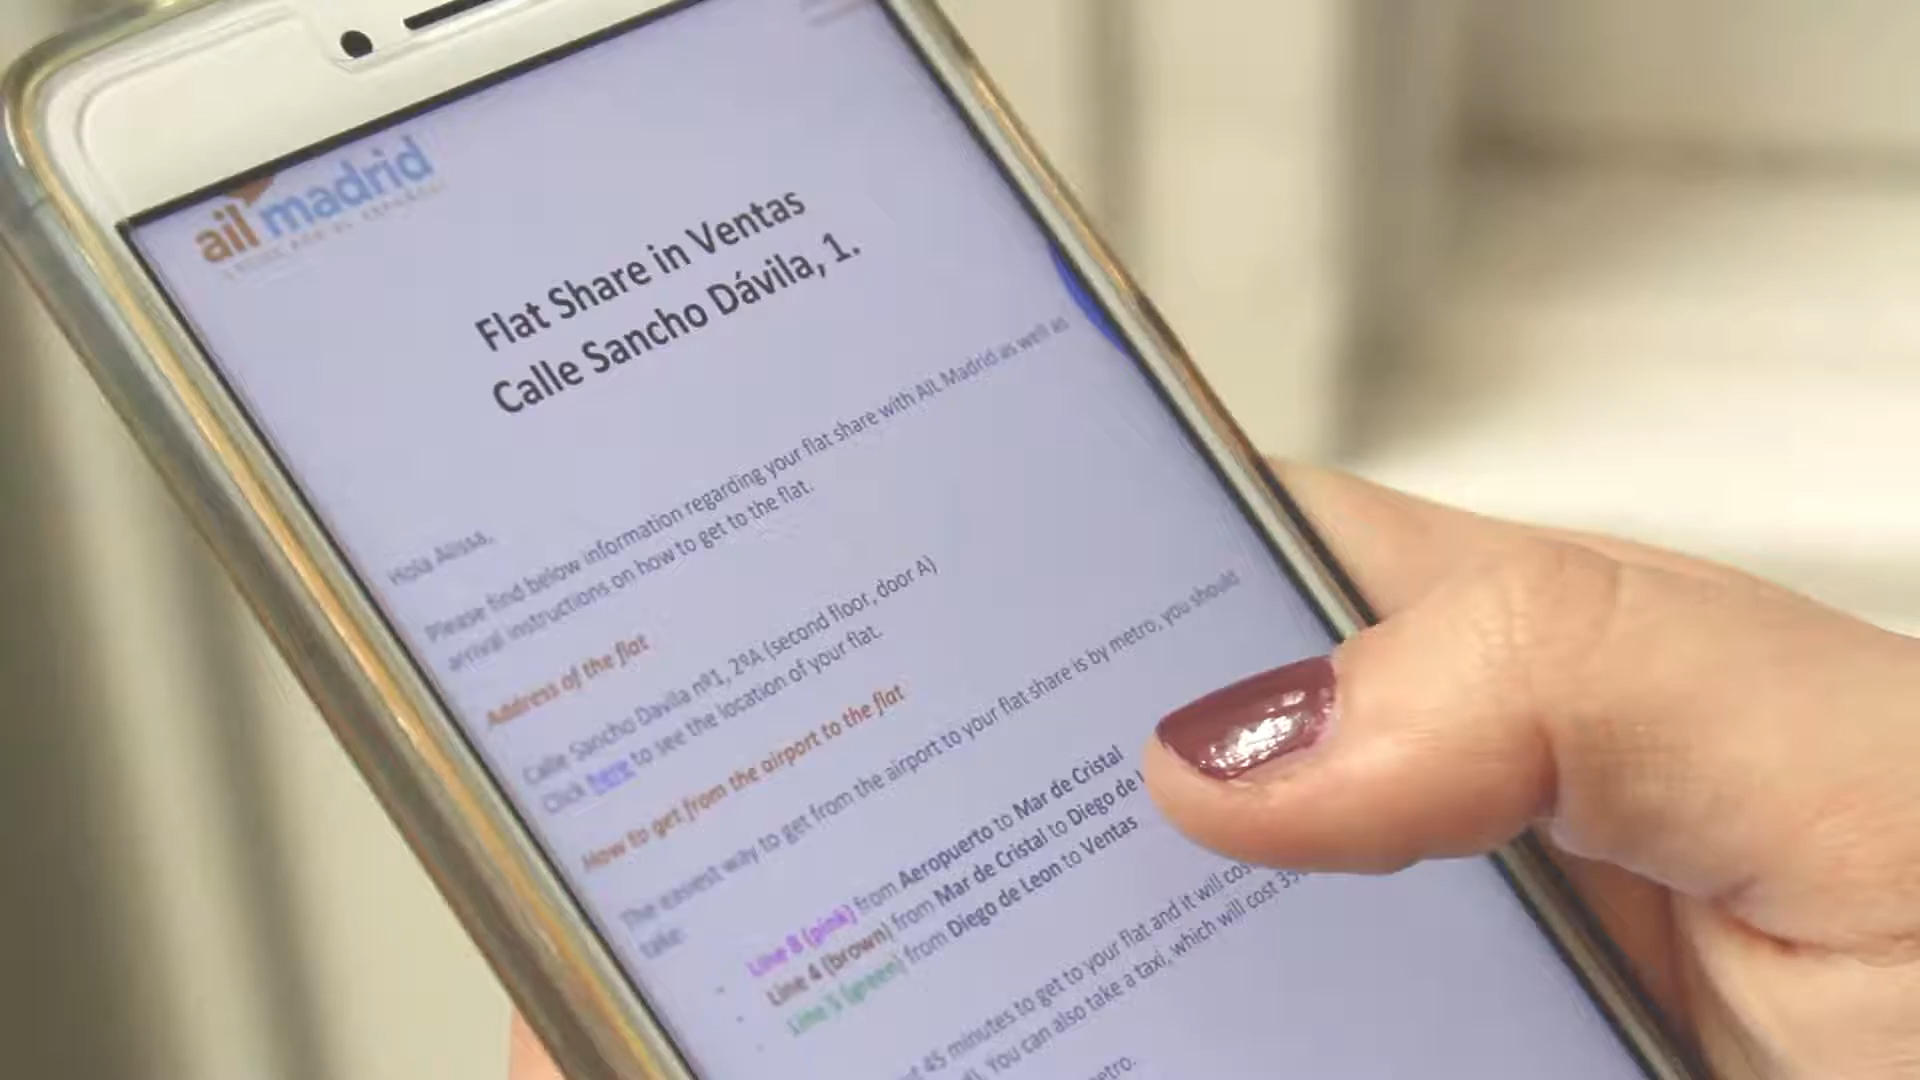 ail madrid
Flat Share in Ventas
Calle Sancho Dávila, 1.
Hola Alissa,
Please find below information regarding your flat share with AIL Madrid as well as
arrival instructions on how to get to the flat.
Address of the flat
Calle Sancho Davila nº1, 2ºA (second floor, door A)
Click here to see the location of your flat.
How to get from the airport to the flat
The easiest way to get from the airport to your flat share is by metro, you should
take:
Line 8 (pink) from Aeropuerto to Mar de Cristal
Line 4 (brown) from Mar de Cristal to Diego de
Line 5 (green) from Diego de Leon to Ventas
45 minutes to get to your flat and it will
You can also take a taxi, which will cost